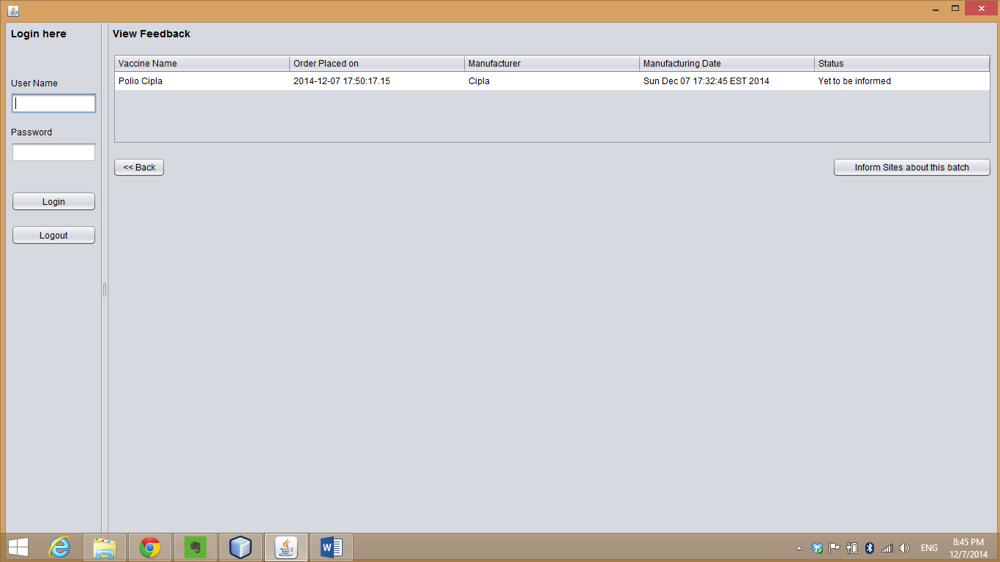 Login here
User Name
Password
Login
Logout
View Feedback
Vaccine Name Order Placed on Manufacturer Manufacturing Date Status
Polio Cipla 2014-12-07 17:50:17.15 Cipla Sun Dec 07 17:32:45 EST 2014 Yet to be informed
<< Back Inform Sites about this batch
ENG
8:45 PM
12/7/2014